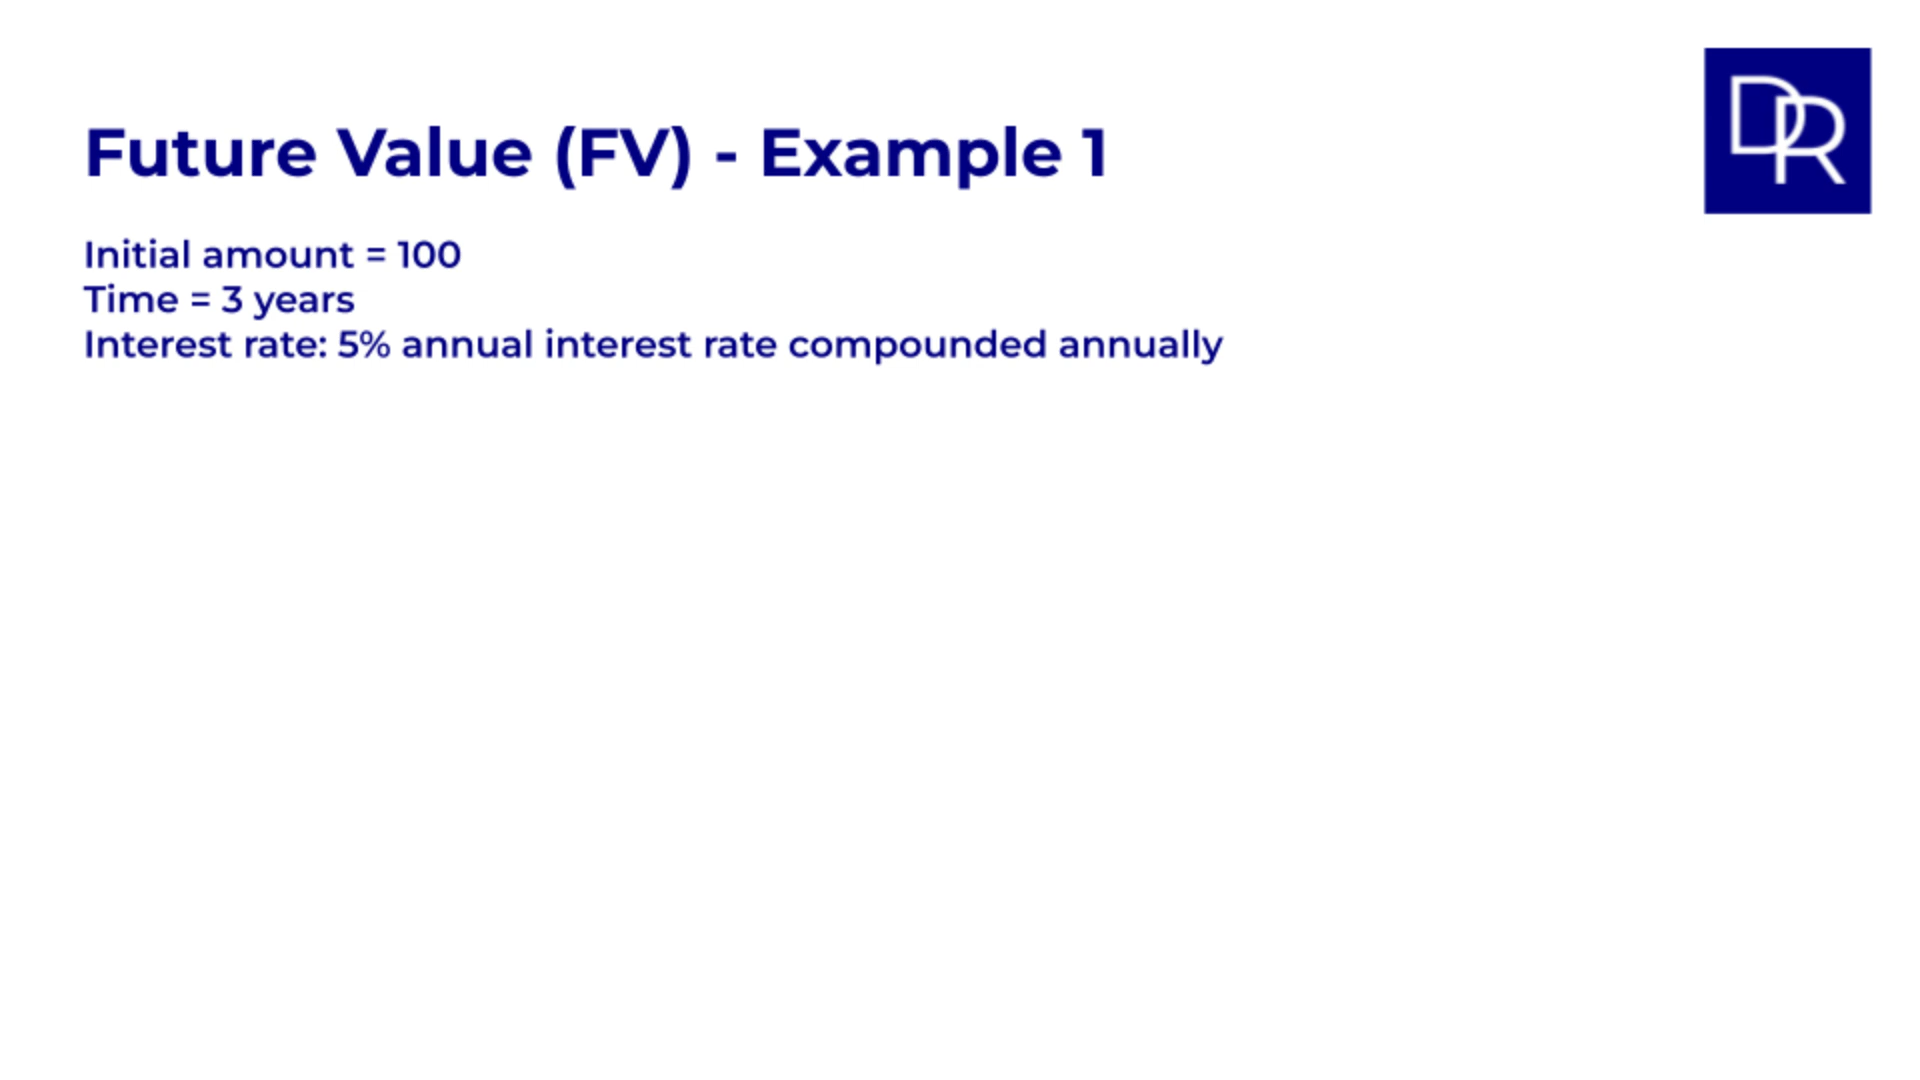 DR
Future Value (FV) - Example 1
Initial amount = 100
Time = 3 years
Interest rate: 5% annual interest rate compounded annually